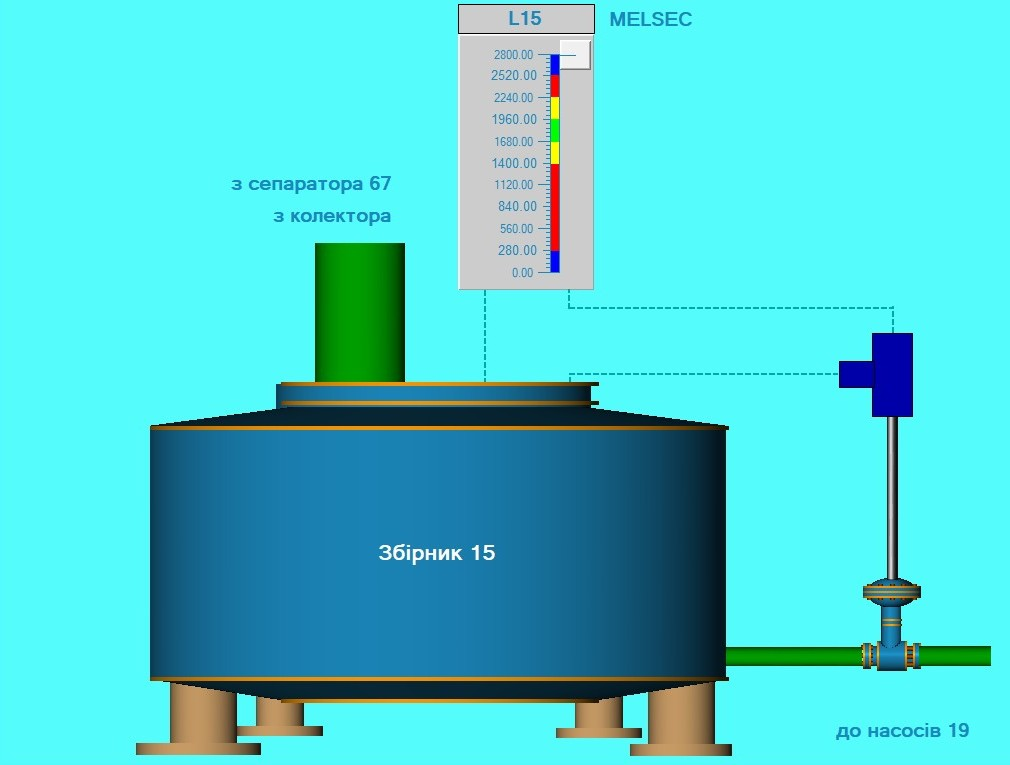 L15
MELSEC
2800.00
2520.00
2240.00
1960.00
1680.00
1400.00
1120.00
840.00
560.00
280.00
0.00
з сепаратора 67
з колектора
Збірник 15
до насосів 19